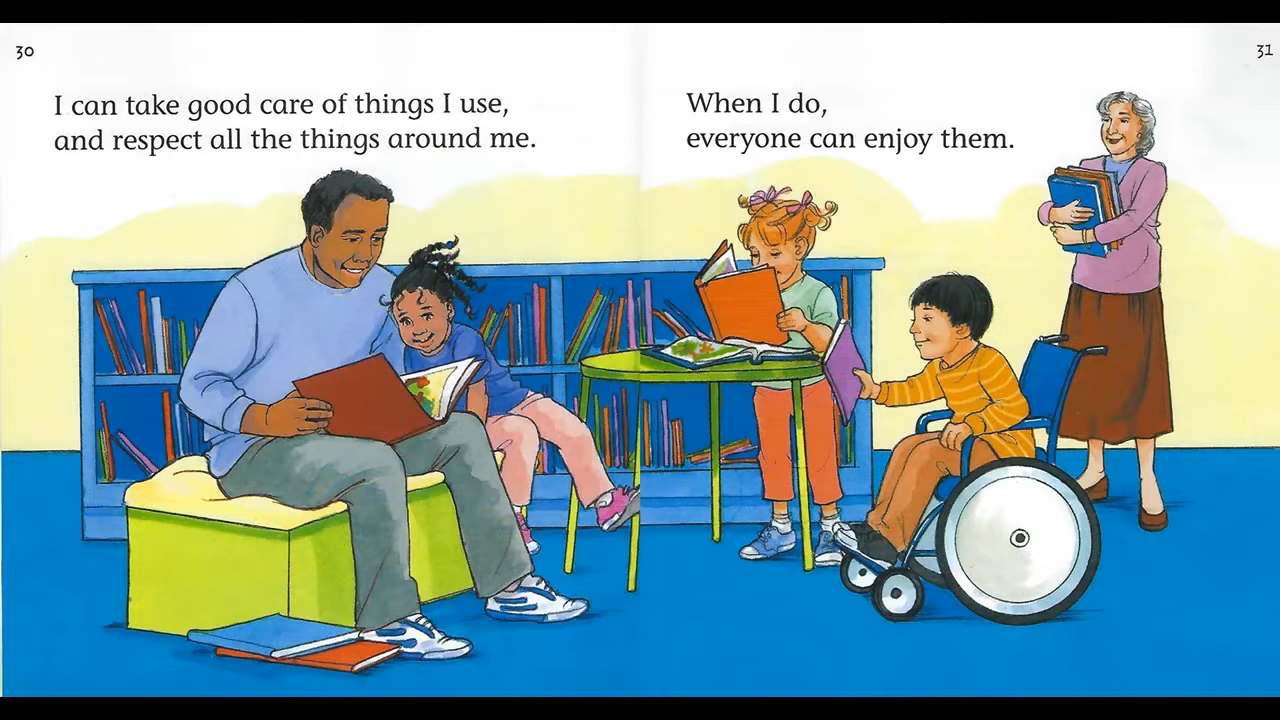 30
I can take good care of things I use,
and respect all the things around me.
31
When I do,
everyone can enjoy them.